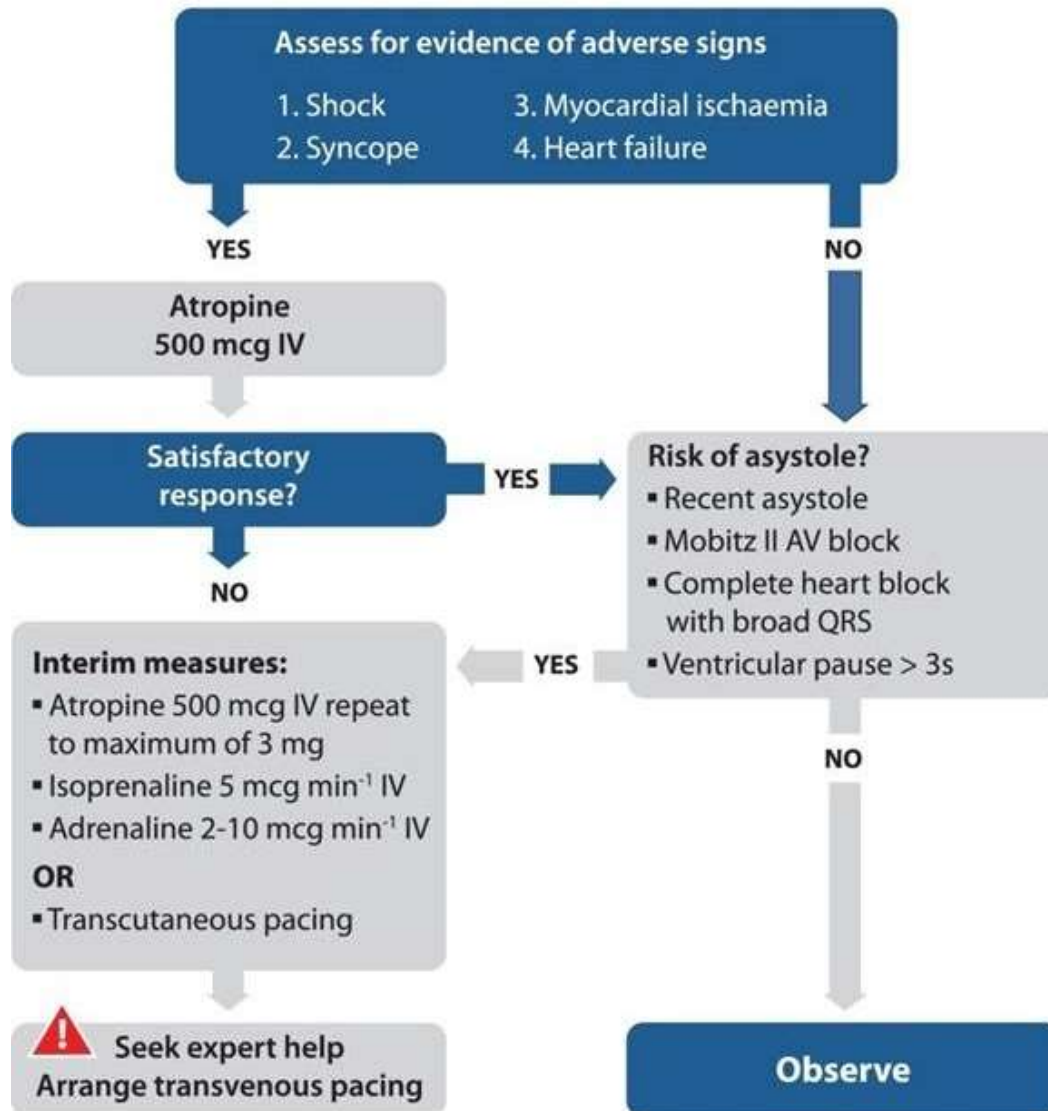 Assess for evidence of adverse signs
1. Shock
2. Syncope
3. Myocardial ischaemia
4. Heart failure
YES
NO
Atropine
500 mcg IV
Satisfactory
response?
YES
Risk of asystole?
▪ Recent asystole
▪ Mobitz II AV block
▪ Complete heart block
with broad QRS
▪ Ventricular pause > 3s
NO
YES
Interim measures:
▪ Atropine 500 mcg IV repeat
to maximum of 3 mg
▪ Isoprenaline 5 mcg min⁻¹ IV
▪ Adrenaline 2-10 mcg min⁻¹ IV
OR
▪ Transcutaneous pacing
NO
!
Seek expert help
Arrange transvenous pacing
Observe